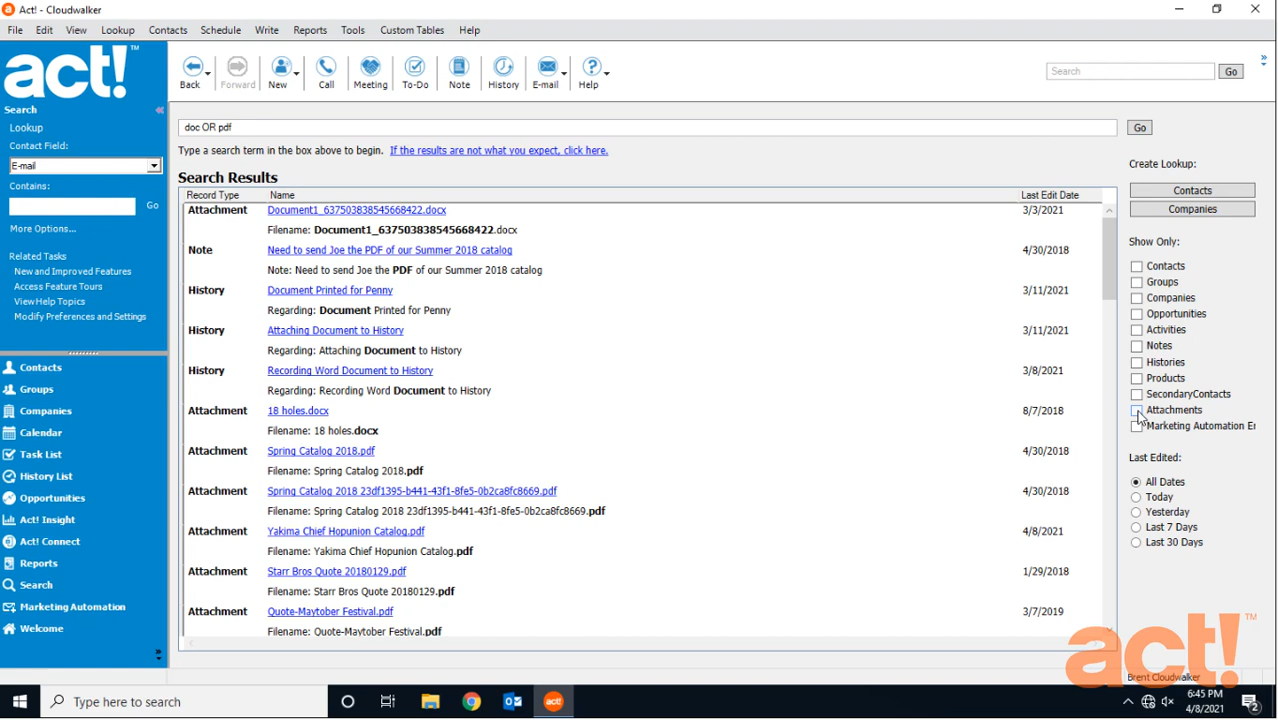 Act! - Cloudwalker
File Edit View Lookup Contacts Schedule Write Reports Tools Custom Tables Help
act!™
Back Forward New Call Meeting To-Do Note History E-mail Help
Search Go
Search
Lookup
Contact Field:
E-mail
Contains:
Go
More Options...
Related Tasks
New and Improved Features
Access Feature Tours
View Help Topics
Modify Preferences and Settings
Contacts
Groups
Companies
Calendar
Task List
History List
Opportunities
Act! Insight
Act! Connect
Reports
Search
Marketing Automation
Welcome
doc OR pdf Go
Type a search term in the box above to begin. If the results are not what you expect, click here.
Search Results
Record Type Name Last Edit Date
Attachment Document1_637503838545668422.docx 3/3/2021
Filename: Document1_637503838545668422.docx
Note Need to send Joe the PDF of our Summer 2018 catalog 4/30/2018
Note: Need to send Joe the PDF of our Summer 2018 catalog
History Document Printed for Penny 3/11/2021
Regarding: Document Printed for Penny
History Attaching Document to History 3/11/2021
Regarding: Attaching Document to History
History Recording Word Document to History 3/8/2021
Regarding: Recording Word Document to History
Attachment 18 holes.docx 8/7/2018
Filename: 18 holes.docx
Attachment Spring Catalog 2018.pdf 4/30/2018
Filename: Spring Catalog 2018.pdf
Attachment Spring Catalog 2018 23df1395-b441-43f1-8fe5-0b2ca8fc8669.pdf 4/30/2018
Filename: Spring Catalog 2018 23df1395-b441-43f1-8fe5-0b2ca8fc8669.pdf
Attachment Yakima Chief Hopunion Catalog.pdf 4/8/2021
Filename: Yakima Chief Hopunion Catalog.pdf
Attachment Starr Bros Quote 20180129.pdf 1/29/2018
Filename: Starr Bros Quote 20180129.pdf
Attachment Quote-Maytober Festival.pdf 3/7/2019
Filename: Quote-Maytober Festival.pdf
Create Lookup:
Contacts
Companies
Show Only:
Contacts
Groups
Companies
Opportunities
Activities
Notes
Histories
Products
SecondaryContacts
Attachments
Marketing Automation Er
Last Edited:
All Dates
Today
Yesterday
Last 7 Days
Last 30 Days
act!™
Brent Cloudwalker
Type here to search
6:45 PM
4/8/2021
2